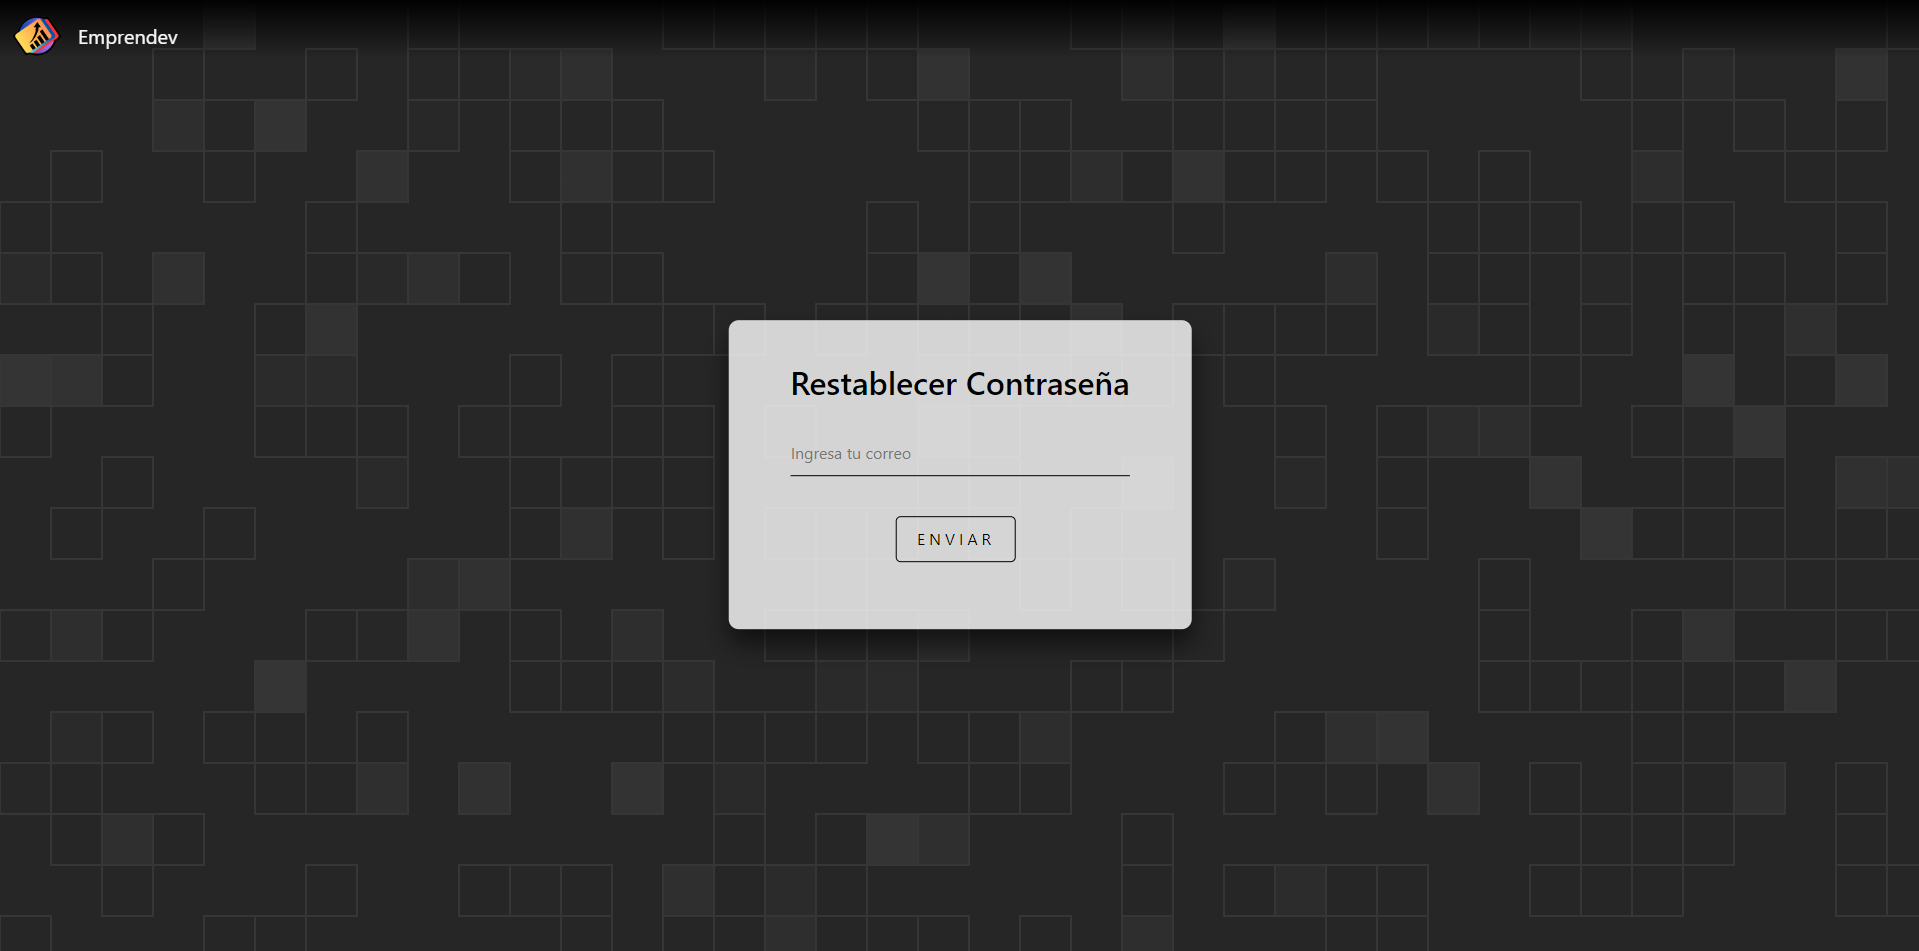 Emprendev
Restablecer Contraseña
Ingresa tu correo
ENVIAR